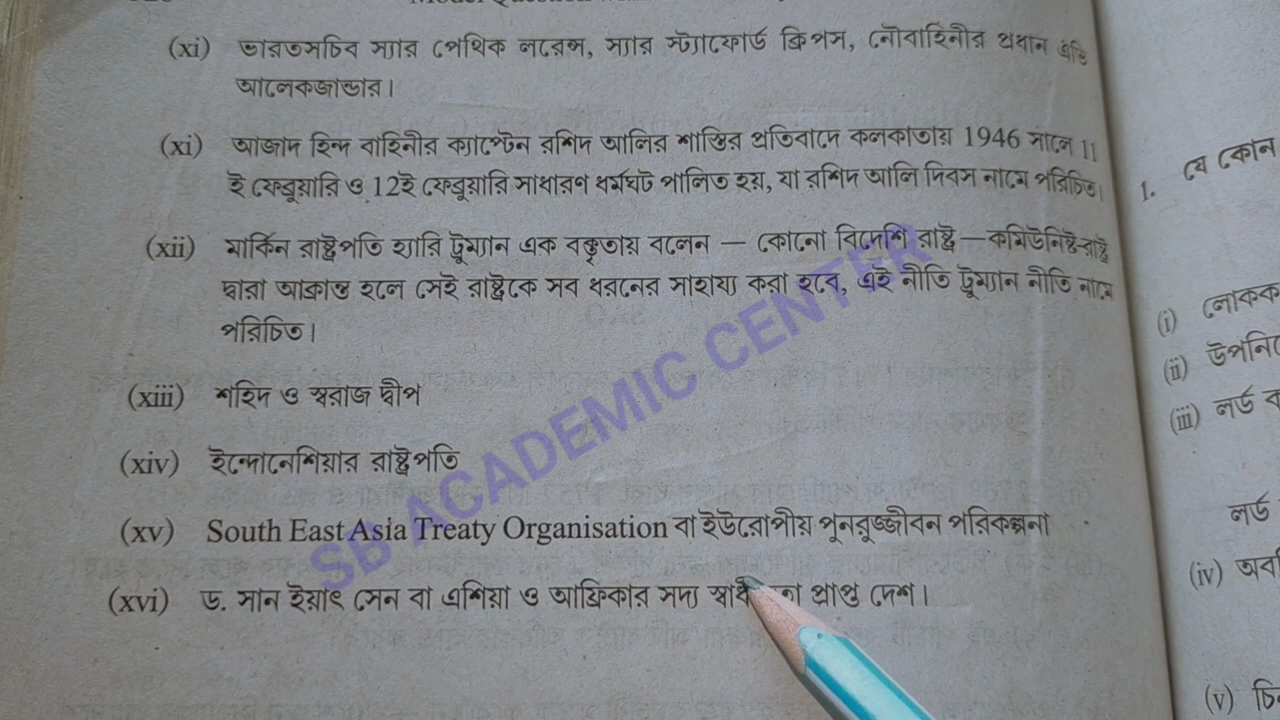 (xi) ভারতসচিব স্যার পেথিক লরেন্স, স্যার স্ট্যাফোর্ড ক্রিপস, নৌবাহিনীর প্রধান এভি
আলেকজান্ডার।
(xi) আজাদ হিন্দ বাহিনীর ক্যাপ্টেন রশিদ আলির শাস্তির প্রতিবাদে কলকাতায় 1946 সালে 11
ই ফেব্রুয়ারি ও 12ই ফেব্রুয়ারি সাধারণ ধর্মঘট পালিত হয়, যা রশিদ আলি দিবস নামে পরিচিত।
(xii) মার্কিন রাষ্ট্রপতি হ্যারি ট্রুম্যান এক বক্তৃতায় বলেন — কোনো বিদেশি রাষ্ট্র — কমিউনিষ্ট-রাষ্ট্র
দ্বারা আক্রান্ত হলে সেই রাষ্ট্রকে সব ধরনের সাহায্য করা হবে, এই নীতি ট্রুম্যান নীতি নামে
পরিচিত।
(xiii) শহিদ ও স্বরাজ দ্বীপ
(xiv) ইন্দোনেশিয়ার রাষ্ট্রপতি
(xv) South East Asia Treaty Organisation বা ইউরোপীয় পুনরুজ্জীবন পরিকল্পনা
(xvi) ড. সান ইয়াৎ সেন বা এশিয়া ও আফ্রিকার সদ্য প্রাপ্ত দেশ।
SB ACADEMIC CENTER
1. যে কোন
(i)
(ii)
(iii) লর্ড
লর্ড
(iv)
(v)